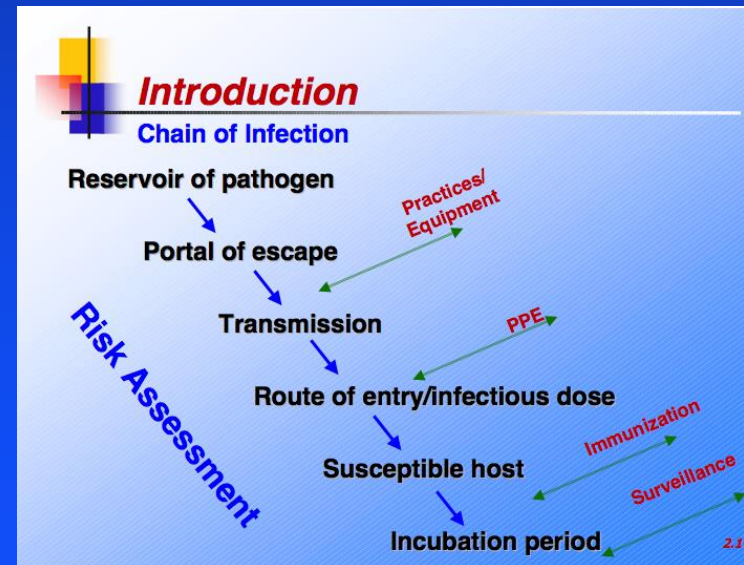 Introduction
Chain of Infection
Reservoir of pathogen
Practices/
Equipment
Portal of escape
Transmission
PPE
Risk Assessment
Route of entry/infectious dose
Immunization
Susceptible host
Surveillance
Incubation period
2.1